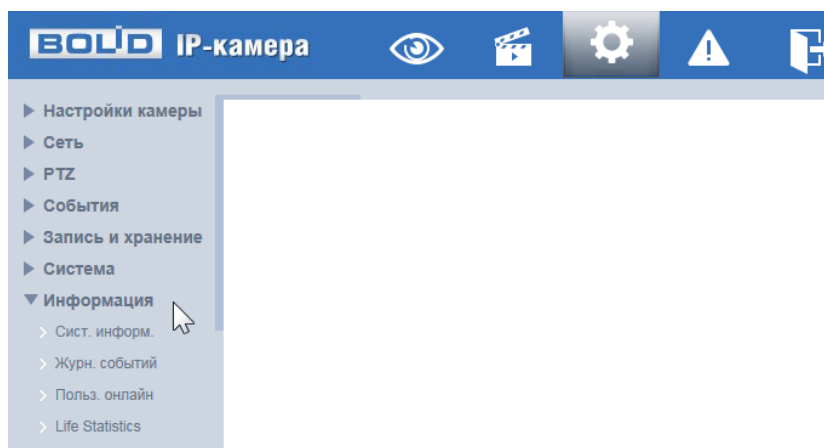 BOLID IP-камера
Настройки камеры
Сеть
PTZ
События
Запись и хранение
Система
Информация
Сист. информ.
Журн. событий
Польз. онлайн
Life Statistics